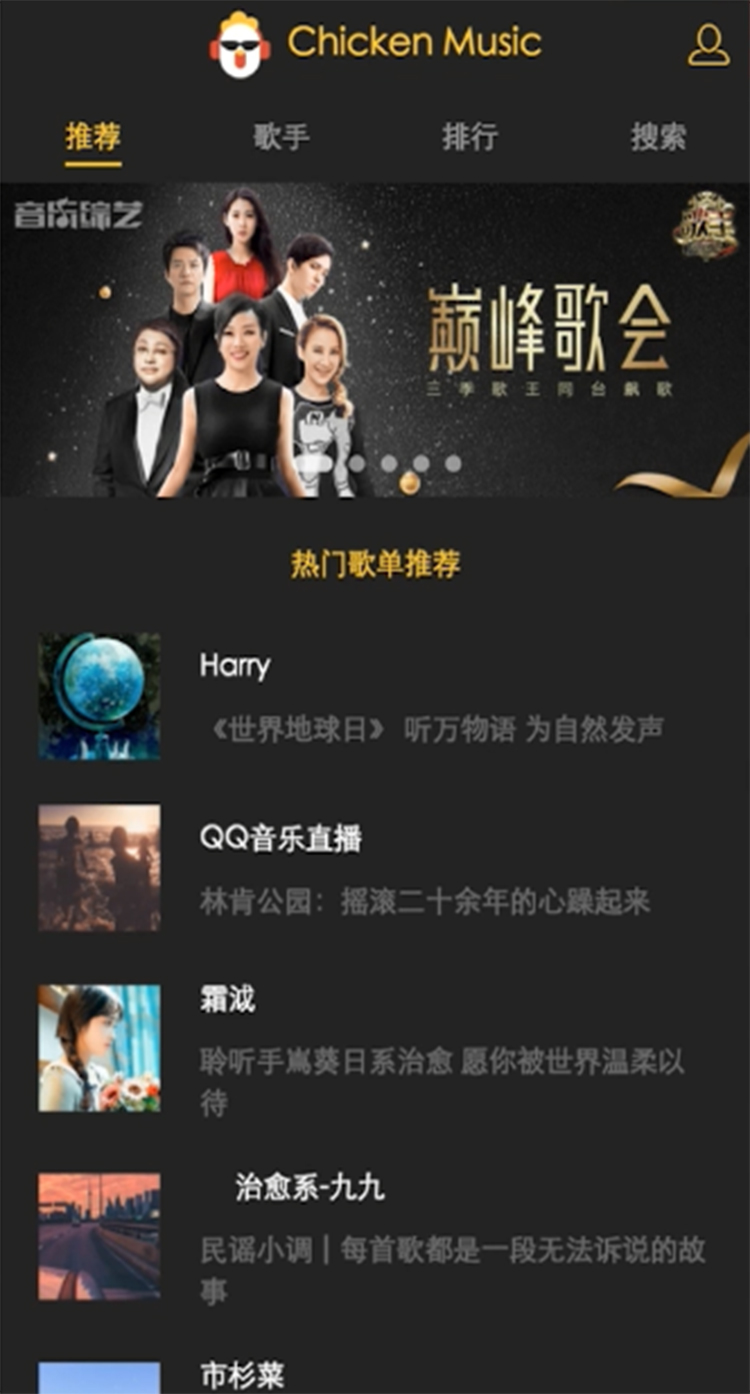 Chicken Music
推荐
歌手
排行
搜索
音乐综艺
歌王
巅峰歌会
三季歌王同台飙歌
热门歌单推荐
Harry
《世界地球日》 听万物语 为自然发声
QQ音乐直播
林肯公园：摇滚二十余年的心躁起来
霜泧
聆听手嶌葵日系治愈 愿你被世界温柔以
待
治愈系-九九
民谣小调丨每首歌都是一段无法诉说的故
事
市杉菜